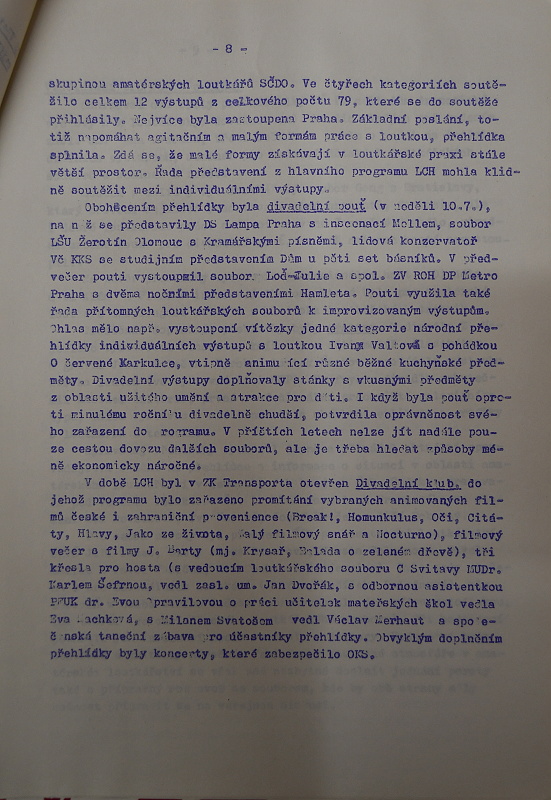 - 8 -
skupinou amatérských loutkářů SČDO. Ve čtyřech kategoriích soutě-
žilo celkem 12 výstupů z celkového počtu 79, které se do soutěže
přihlásily. Nejvíce byla zastoupena Praha. Základní poslání, to-
tiž napomáhat agitačním a malým formám práce s loutkou, přehlídka
splnila. Zdá se, že malé formy získávají v loutkářské praxi stále
větší prostor. Řada představení z hlavního programu LCH mohla klid-
ně soutěžit mezi individuálními výstupy.
Obohacením přehlídky byla divadelní pouť (v neděli 10.7.),
na n ž se představily DS Lampa Praha s inscenací Mollem, soubor
LŠU Žerotín Olomouc s Kramářskými písněmi, lidová konzervatoř
VČ KKS se studijním představením Dům u pěti set básníků. V před-
večer pouti vystoupil soubor Loď-Julie a spol. ZV ROH DP Metro
Praha s dvěma nočními představeními Hamleta. Pouti využila také
řada přítomných loutkářských souborů k improvizovaným výstupům.
Ohlas mělo např. vystoupení vítězky jedné kategorie národní pře-
hlídky individuálních výstupů s loutkou Ivany Valtové s pohádkou
O červené Karkulce, vtipně animu ící různé běžné kuchyňské před-
měty. Divadelní výstupy doplňovaly stánky s vkusnými předměty
z oblasti užitého umění a atrakce pro děti. I když byla pouť opro-
ti minulému ročníku divadelně chudší, potvrdila oprávněnost své-
ho zařazení do programu. V příštích letech nelze jít nadále pou-
ze cestou dovozu dalších souborů, ale je třeba hledat způsoby mé-
ně ekonomicky náročné.
V době LCH byl v ZK Transporta otevřen Divadelní klub, do
jehož programu bylo zařazeno promítání vybraných animovaných fil-
mů české i zahraniční provenience (Break!, Homunkulus, Oči, Citá-
ty, Hlavy, Jako ze života, Malý filmový snář a Nocturno), filmový
večer s filmy J. Barty (mj. Krysař, Balada o zeleném dřevě), tři
křesla pro hosta (s vedoucím loutkářského souboru C Svitavy MUDr.
Karlem Šefrnou, vedl zasl. um. Jan Dvořák, s odbornou asistentkou
PFUK dr. Evou Opravilovou o práci učitelek mateřských škol vedla
Eva Machková, s Milanem Svatošem vedl Václav Merhaut a spole-
čenská taneční zábava pro účastníky přehlídky. Obvyklým doplněním
přehlídky byly koncerty, které zabezpečilo OKS.